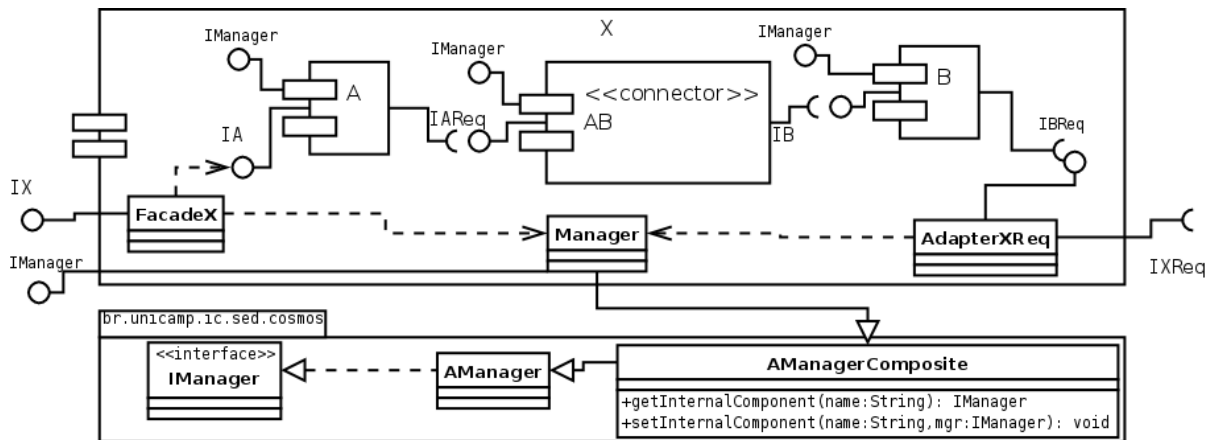 X
IManager
IManager
IManager
A
<<connector>>
AB
B
IAReq
IA
IB
IBReq
IX
FacadeX
Manager
AdapterXReq
IManager
IXReq
br.unicamp.ic.sed.cosmos
<<interface>>
IManager
AManager
AManagerComposite
+getInternalComponent(name:String): IManager
+setInternalComponent(name:String,mgr:IManager): void